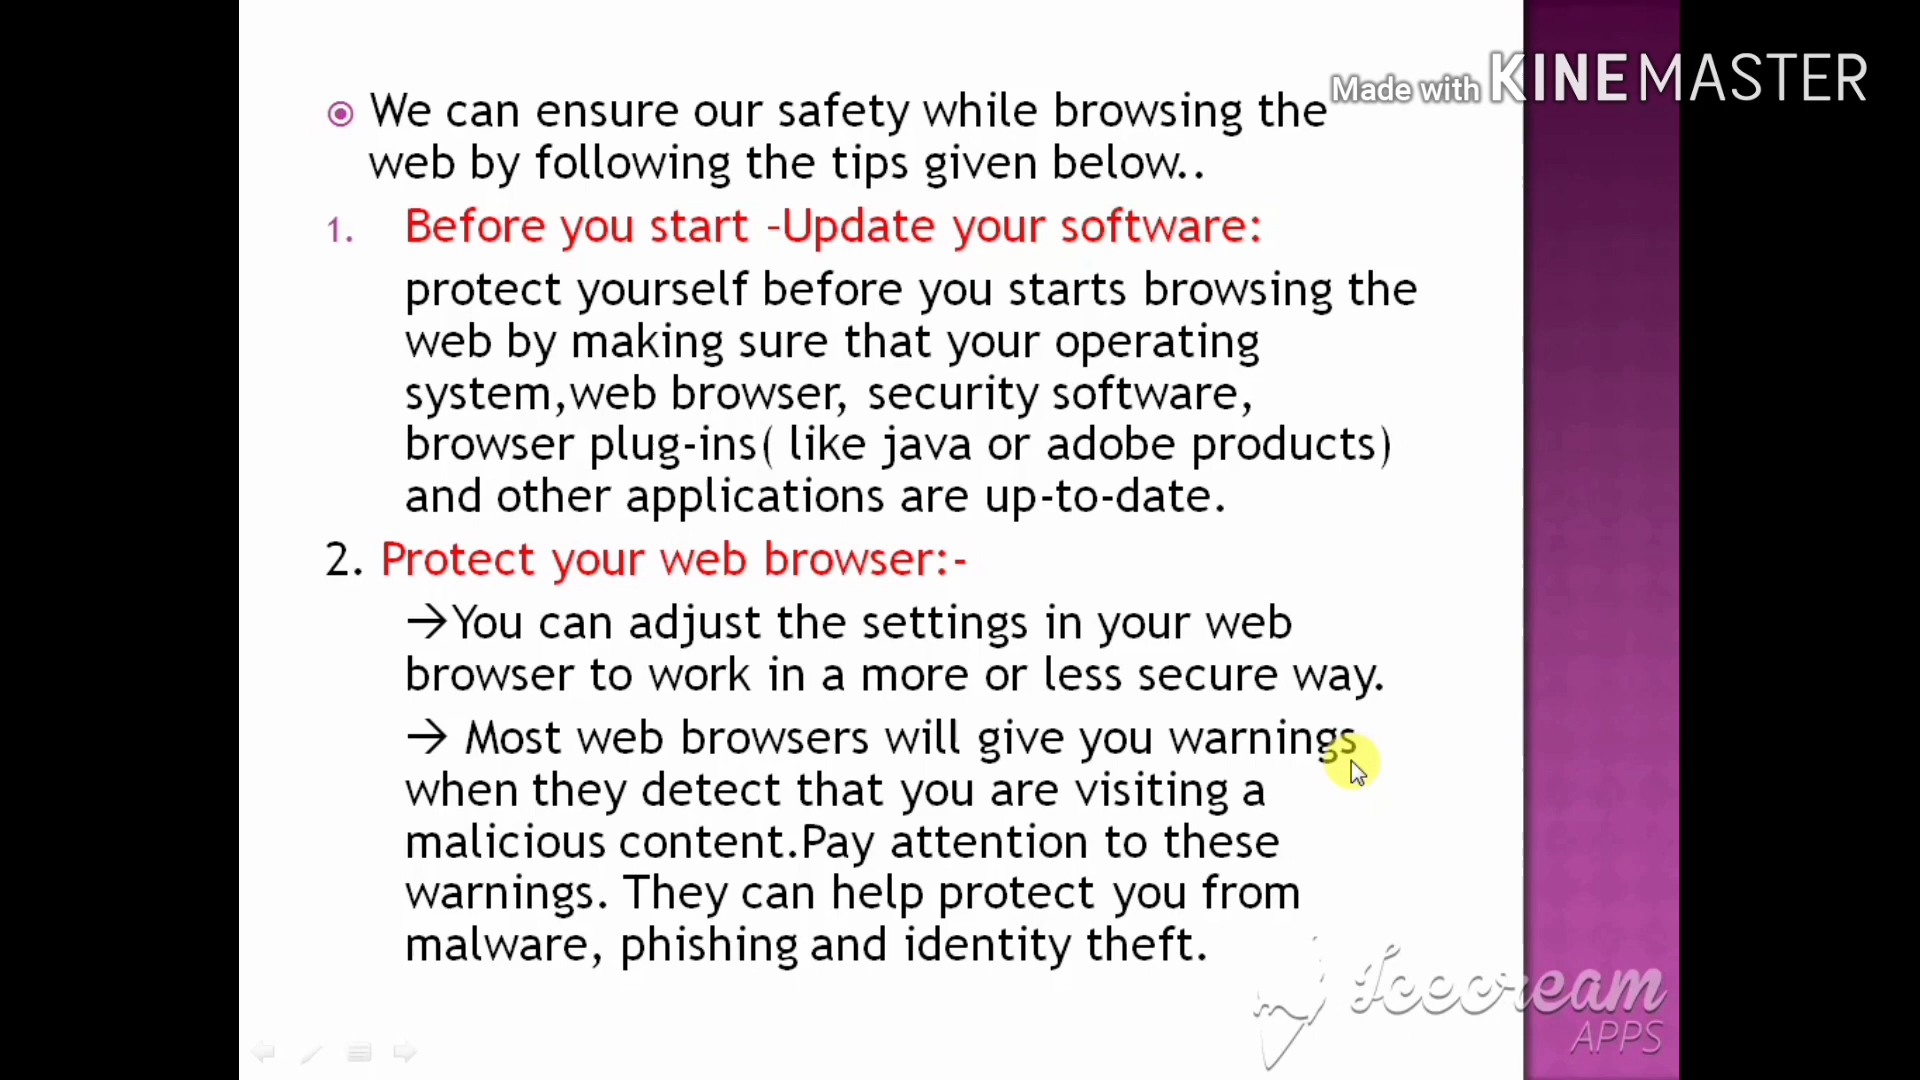 Made with KINEMASTER
We can ensure our safety while browsing the
web by following the tips given below..
1. Before you start -Update your software:
protect yourself before you starts browsing the
web by making sure that your operating
system,web browser, security software,
browser plug-ins( like java or adobe products)
and other applications are up-to-date.
2. Protect your web browser:-
→You can adjust the settings in your web
browser to work in a more or less secure way.
→ Most web browsers will give you warnings
when they detect that you are visiting a
malicious content.Pay attention to these
warnings. They can help protect you from
malware, phishing and identity theft.
Icecream
APPS